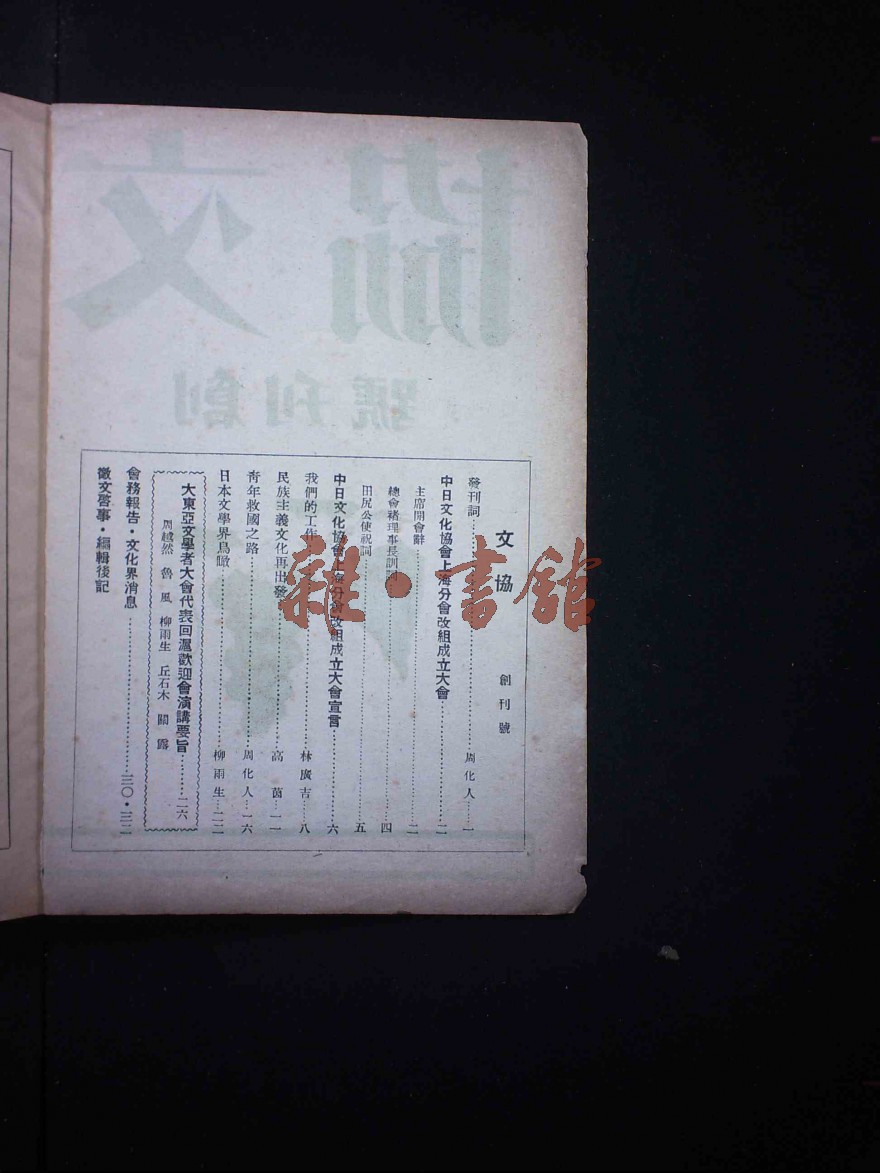 文協 創刊號
發刊詞……周化人……一
中日文化協會上海分會改組成立大會……二
主席開會辭……二
總會褚理事長訓詞……四
田尻公使祝詞……五
中日文化協會上海分會改組成立大會宣言……六
我們的工作……林廣吉……八
民族主義文化再出發……高茵……一一
靑年救國之路……周化人…一六
日本文學界鳥瞰……柳雨生…二二
大東亞文學者大會代表回滬歡迎會演講要旨……二六
周越然 魯風 柳雨生 丘石木 關露
會務報告・文化界消息……三〇・三二
徵文啓事・編輯後記
雜・書館